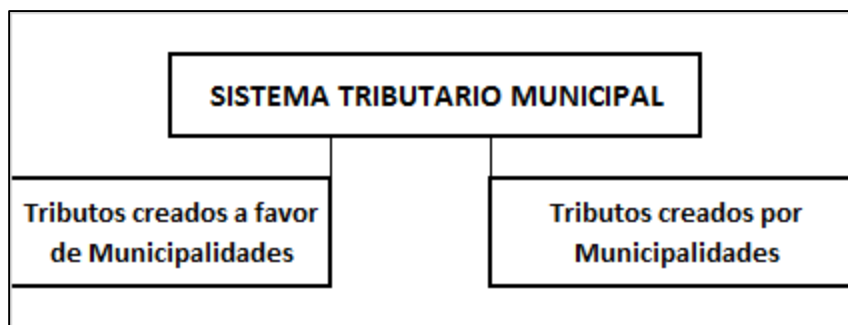 SISTEMA TRIBUTARIO MUNICIPAL
Tributos creados a favor
de Municipalidades
Tributos creados por
Municipalidades